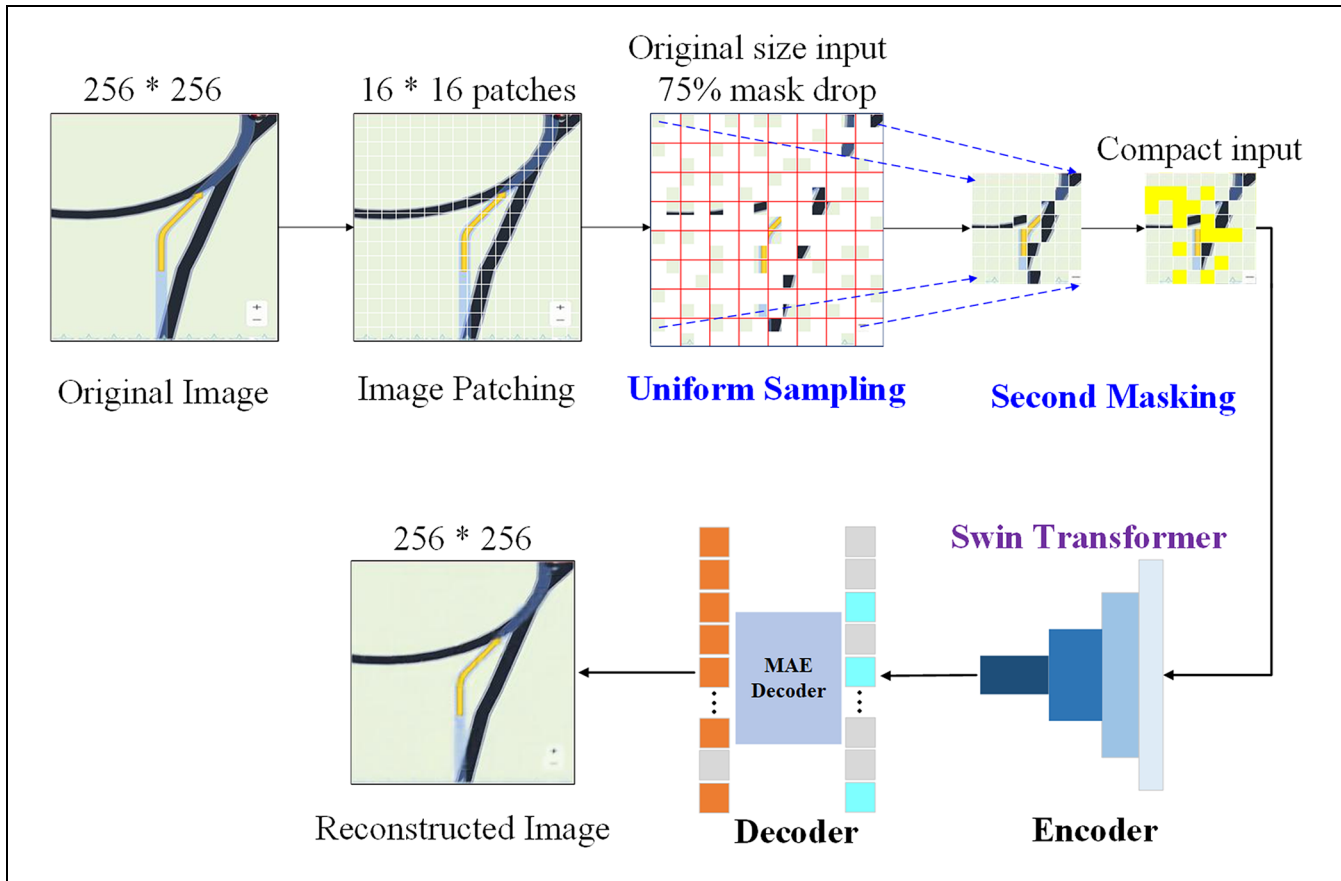 256 * 256
16 * 16 patches
Original size input
75% mask drop
Compact input
Original Image
Image Patching
Uniform Sampling
Second Masking
256 * 256
Swin Transformer
MAE
Decoder
Reconstructed Image
Decoder
Encoder